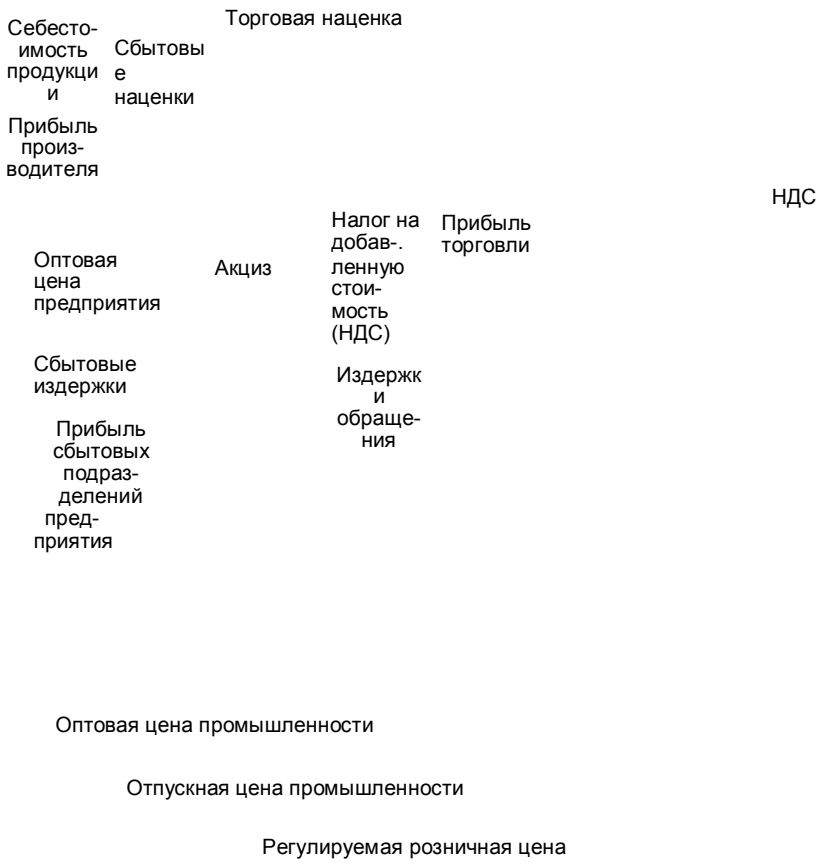 Торговая наценка
Себесто-
имость
продукци
и
Сбытовы
е
наценки
Прибыль
произ-
водителя
НДС
Налог на
добав-.
ленную
стои-
мость
(НДС)
Прибыль
торговли
Оптовая
цена
предприятия
Акциз
Сбытовые
издержки
Издержк
и
обраще-
ния
Прибыль
сбытовых
подраз-
делений
пред-
приятия
Оптовая цена промышленности
Отпускная цена промышленности
Регулируемая розничная цена